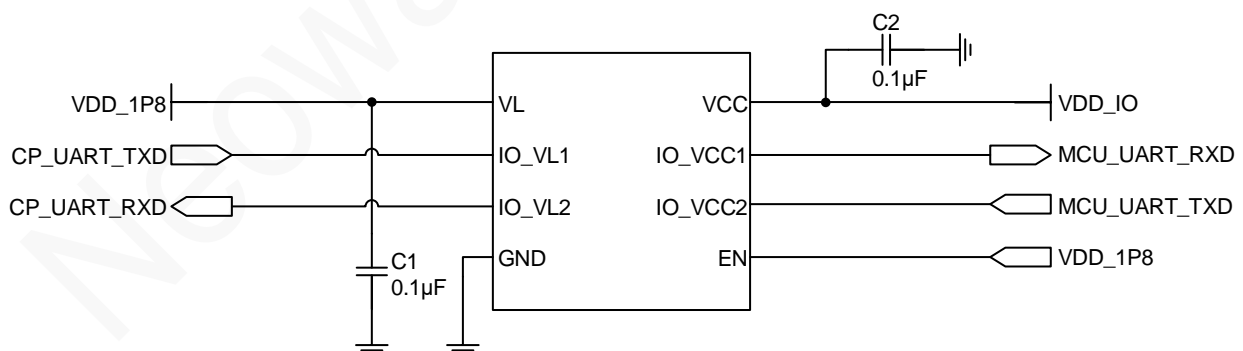 C2
0.1µF
VDD_1P8
VL
VCC
VDD_IO
CP_UART_TXD
IO_VL1
IO_VCC1
MCU_UART_RXD
CP_UART_RXD
IO_VL2
IO_VCC2
MCU_UART_TXD
GND
EN
VDD_1P8
C1
0.1µF
Neowa